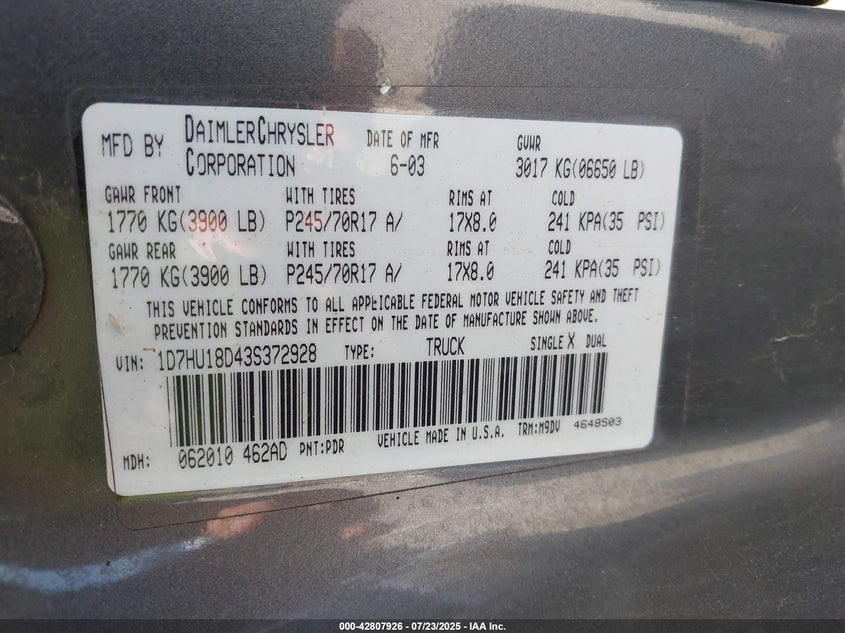 MFD BY DAIMLERCHRYSLER CORPORATION DATE OF MFR 6-03 GVWR 3017 KG(06650 LB)
GAWR FRONT WITH TIRES RIMS AT COLD
1770 KG(3900 LB) P245/70R17 A/ 17X8.0 241 KPA(35 PSI)
GAWR REAR WITH TIRES RIMS AT COLD
1770 KG(3900 LB) P245/70R17 A/ 17X8.0 241 KPA(35 PSI)
THIS VEHICLE CONFORMS TO ALL APPLICABLE FEDERAL MOTOR VEHICLE SAFETY AND THEFT
PREVENTION STANDARDS IN EFFECT ON THE DATE OF MANUFACTURE SHOWN ABOVE.
VIN: 1D7HU18D43S372928 TYPE: TRUCK SINGLE X DUAL
MDH: 062010 462AD PNT:PDR VEHICLE MADE IN U.S.A. TRM:M9DV 4648503
000-42807926 - 07/23/2025 - IAA Inc.